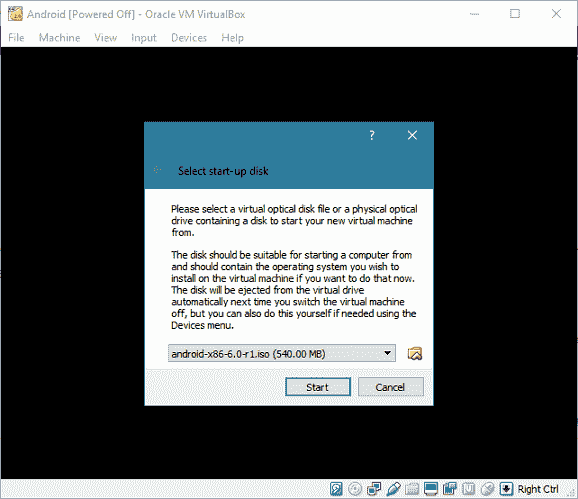 Android [Powered Off] - Oracle VM VirtualBox
File Machine View Input Devices Help
?
Select start-up disk
Please select a virtual optical disk file or a physical optical
drive containing a disk to start your new virtual machine
from.
The disk should be suitable for starting a computer from
and should contain the operating system you wish to
install on the virtual machine if you want to do that now.
The disk will be ejected from the virtual drive
automatically next time you switch the virtual machine
off, but you can also do this yourself if needed using the
Devices menu.
android-x86-6.0-r1.iso (540.00 MB)
Start Cancel
Right Ctrl